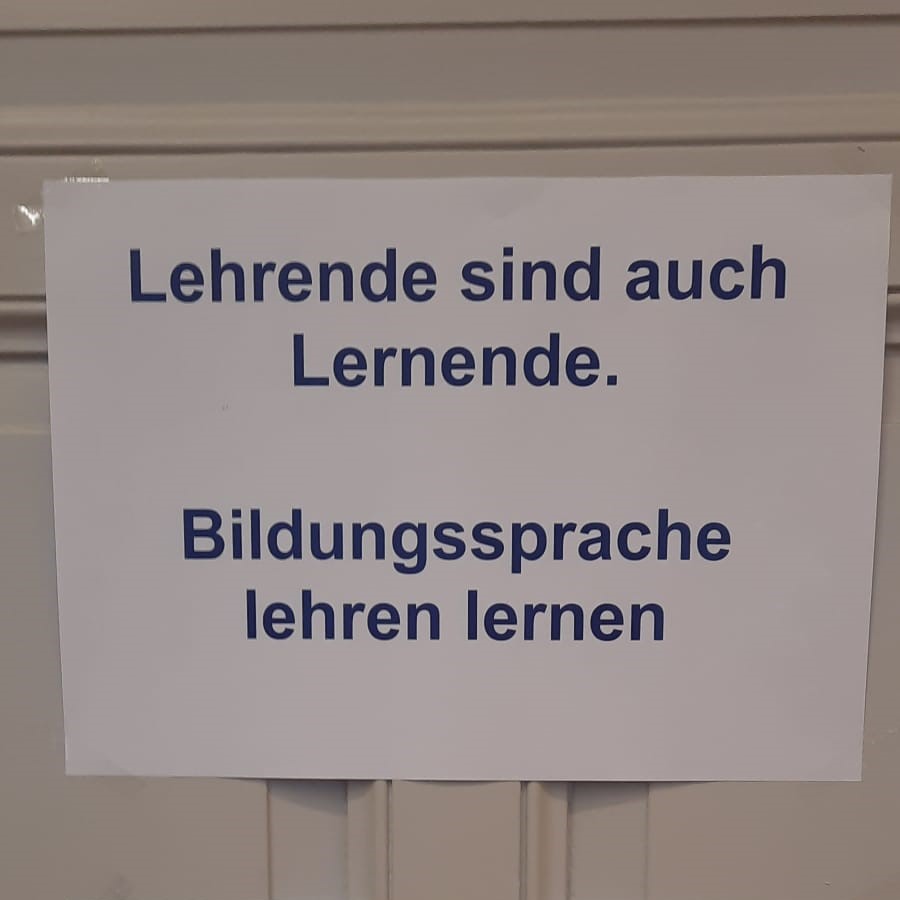 Lehrende sind auch
Lernende.
Bildungssprache
lehren lernen